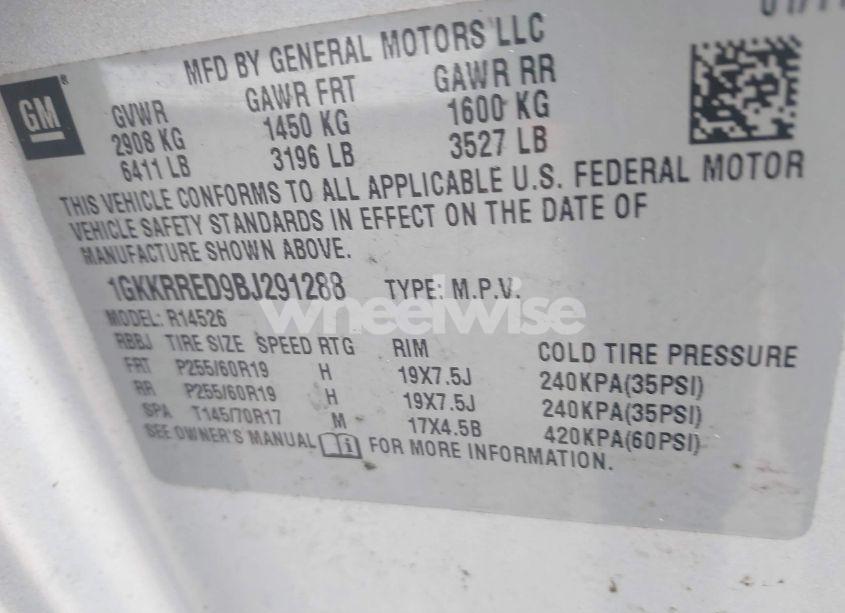 MFD BY GENERAL MOTORS LLC
GM®
GVWR GAWR FRT GAWR RR
2908 KG 1450 KG 1600 KG
6411 LB 3196 LB 3527 LB
THIS VEHICLE CONFORMS TO ALL APPLICABLE U.S. FEDERAL MOTOR
VEHICLE SAFETY STANDARDS IN EFFECT ON THE DATE OF
MANUFACTURE SHOWN ABOVE.
1GKKRRED9BJ291288 TYPE: M.P.V.
wheelwise
MODEL: R14526
RBBJ TIRE SIZE SPEED RTG RIM COLD TIRE PRESSURE
FRT P255/60R19 H 19X7.5J 240KPA(35PSI)
RR P255/60R19 H 19X7.5J 240KPA(35PSI)
SPA T145/70R17 M 17X4.5B 420KPA(60PSI)
SEE OWNER'S MANUAL FOR MORE INFORMATION.